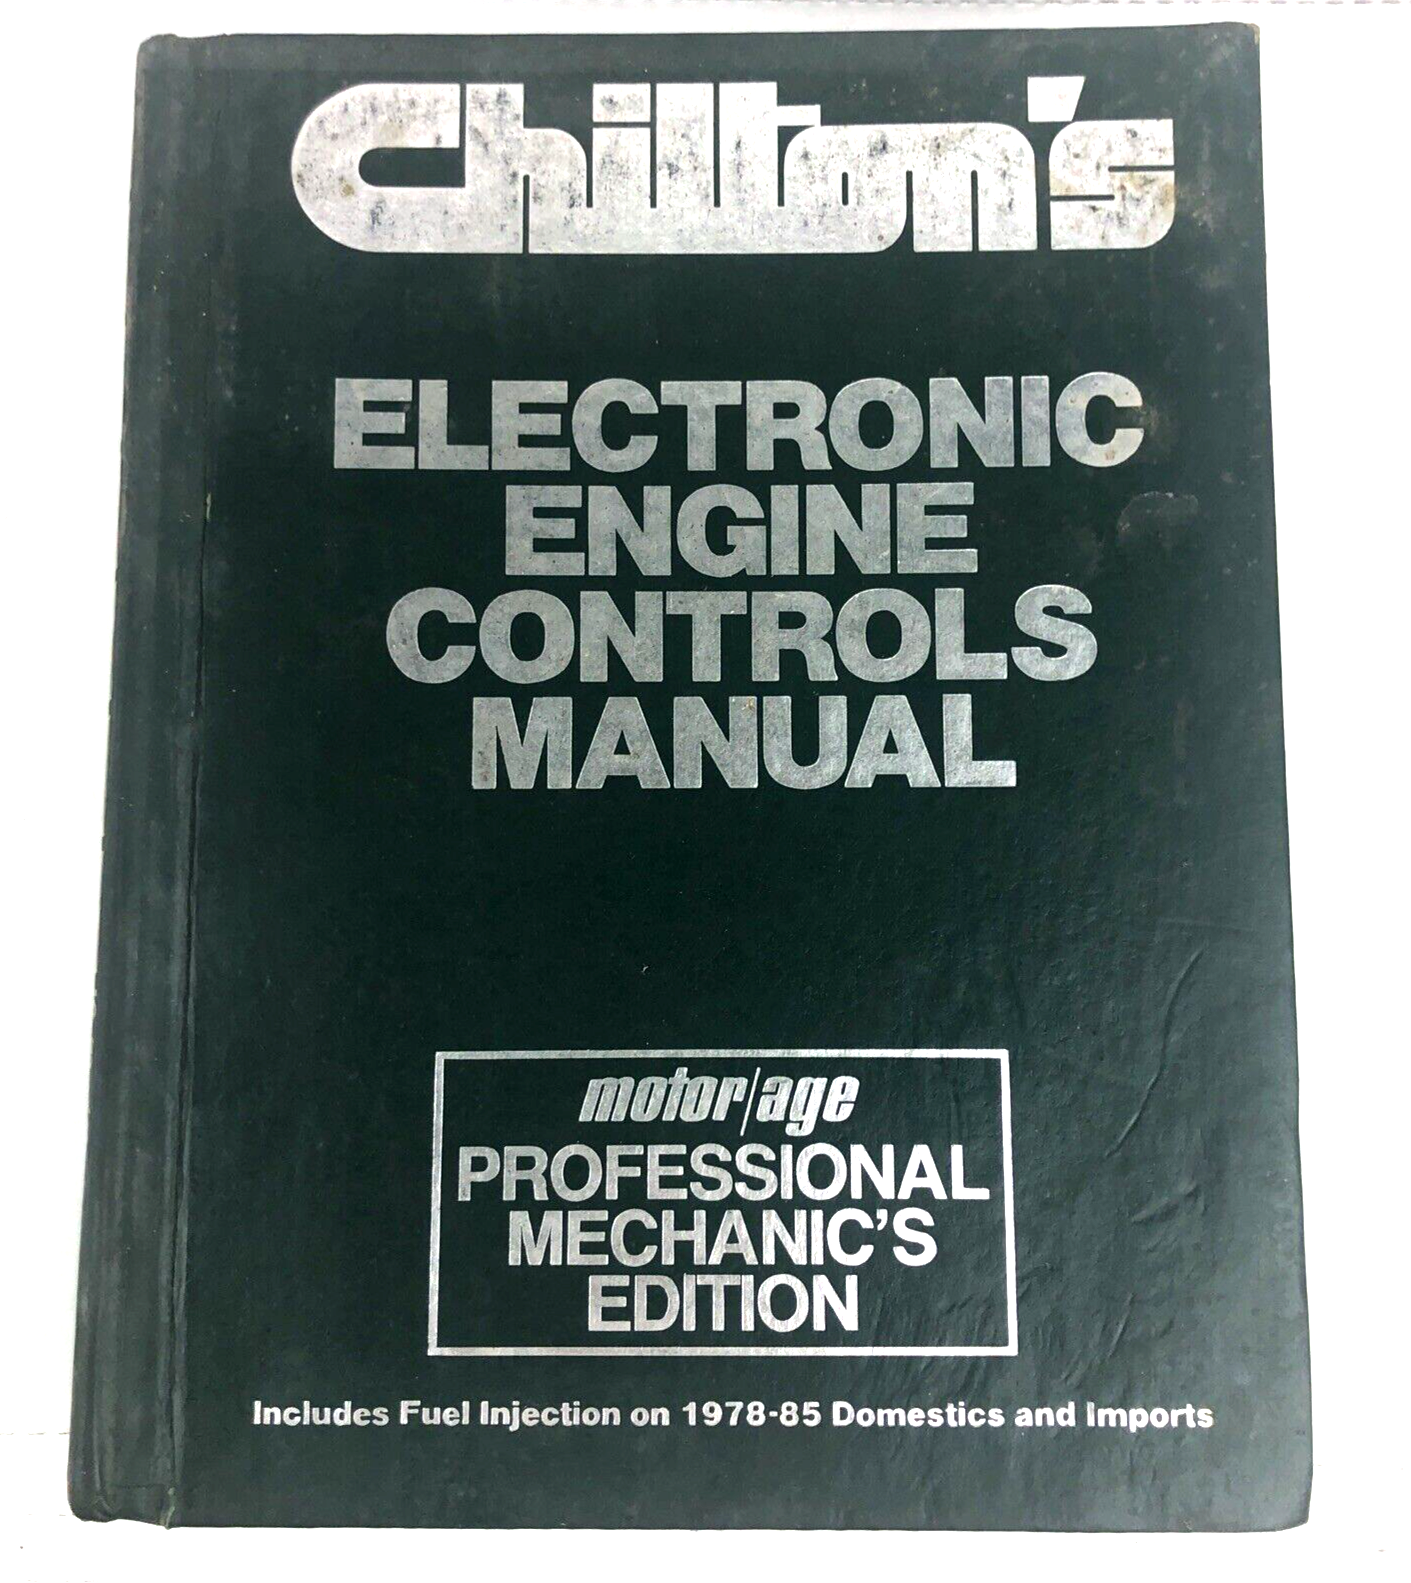 Chilton's
ELECTRONIC
ENGINE
CONTROLS
MANUAL
motor/age
PROFESSIONAL
MECHANIC'S
EDITION
Includes Fuel Injection on 1978-85 Domestics and Imports